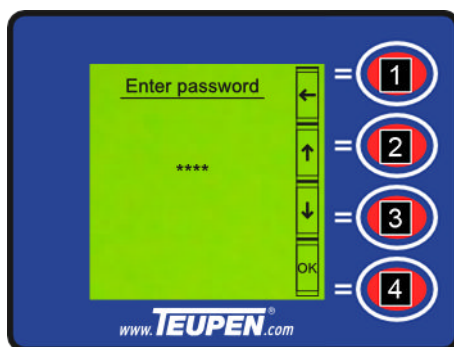 Enter password
****
←
↑
↓
OK
= 1
= 2
= 3
= 4
www.TEUPEN®.com